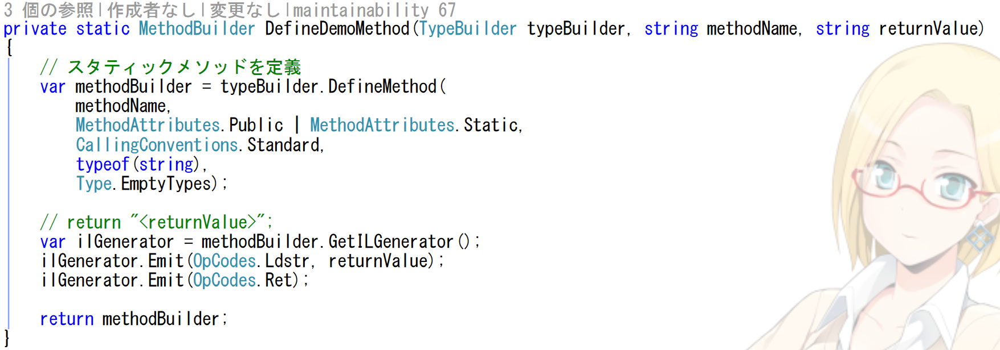 3 個の参照|作成者なし|変更なし|maintainability 67
private static MethodBuilder DefineDemoMethod(TypeBuilder typeBuilder, string methodName, string returnValue)
{
    // スタティックメソッドを定義
    var methodBuilder = typeBuilder.DefineMethod(
        methodName,
        MethodAttributes.Public | MethodAttributes.Static,
        CallingConventions.Standard,
        typeof(string),
        Type.EmptyTypes);

    // return "<returnValue>";
    var ilGenerator = methodBuilder.GetILGenerator();
    ilGenerator.Emit(OpCodes.Ldstr, returnValue);
    ilGenerator.Emit(OpCodes.Ret);

    return methodBuilder;
}